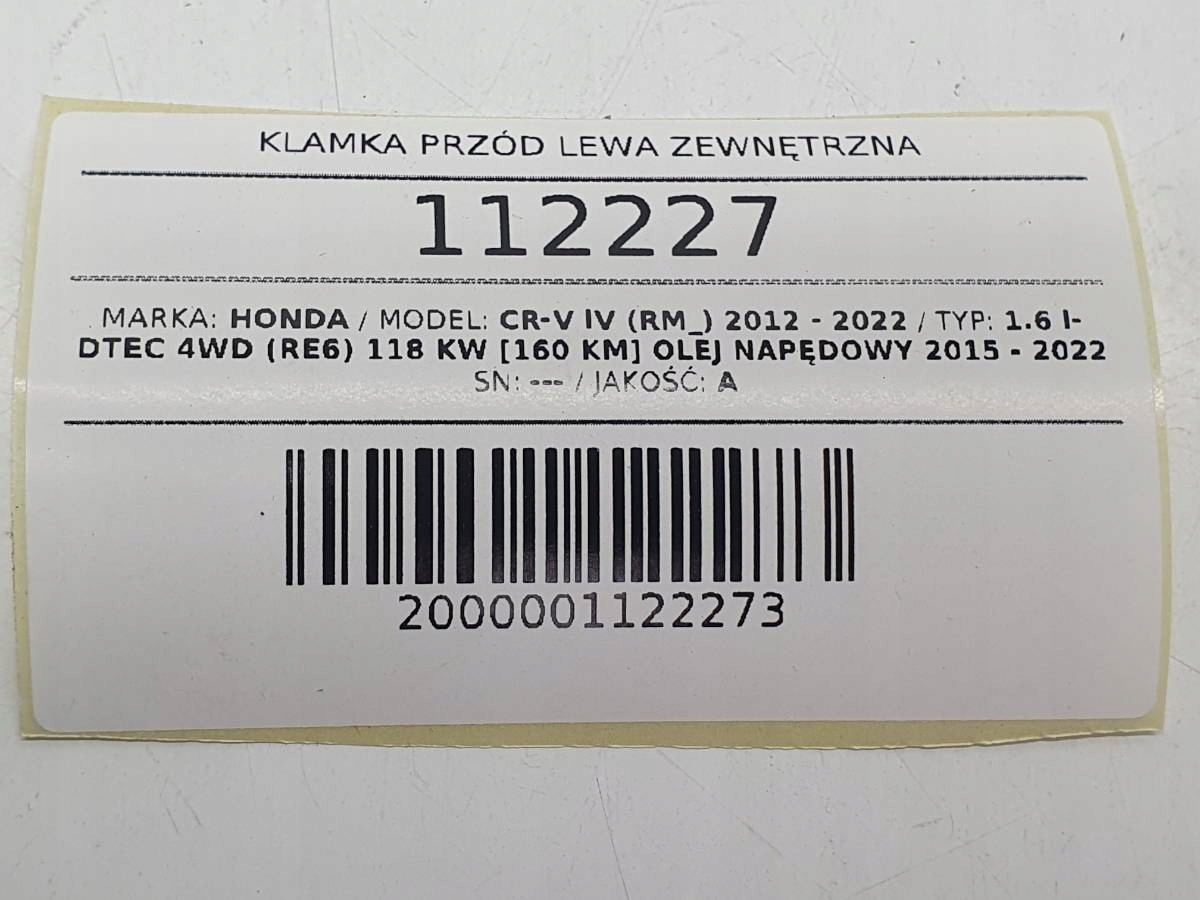 KLAMKA PRZÓD LEWA ZEWNĘTRZNA
112227
MARKA: HONDA / MODEL: CR-V IV (RM_) 2012 - 2022 / TYP: 1.6 I-
DTEC 4WD (RE6) 118 KW [160 KM] OLEJ NAPĘDOWY 2015 - 2022
SN: --- / JAKOŚĆ: A
2000001122273